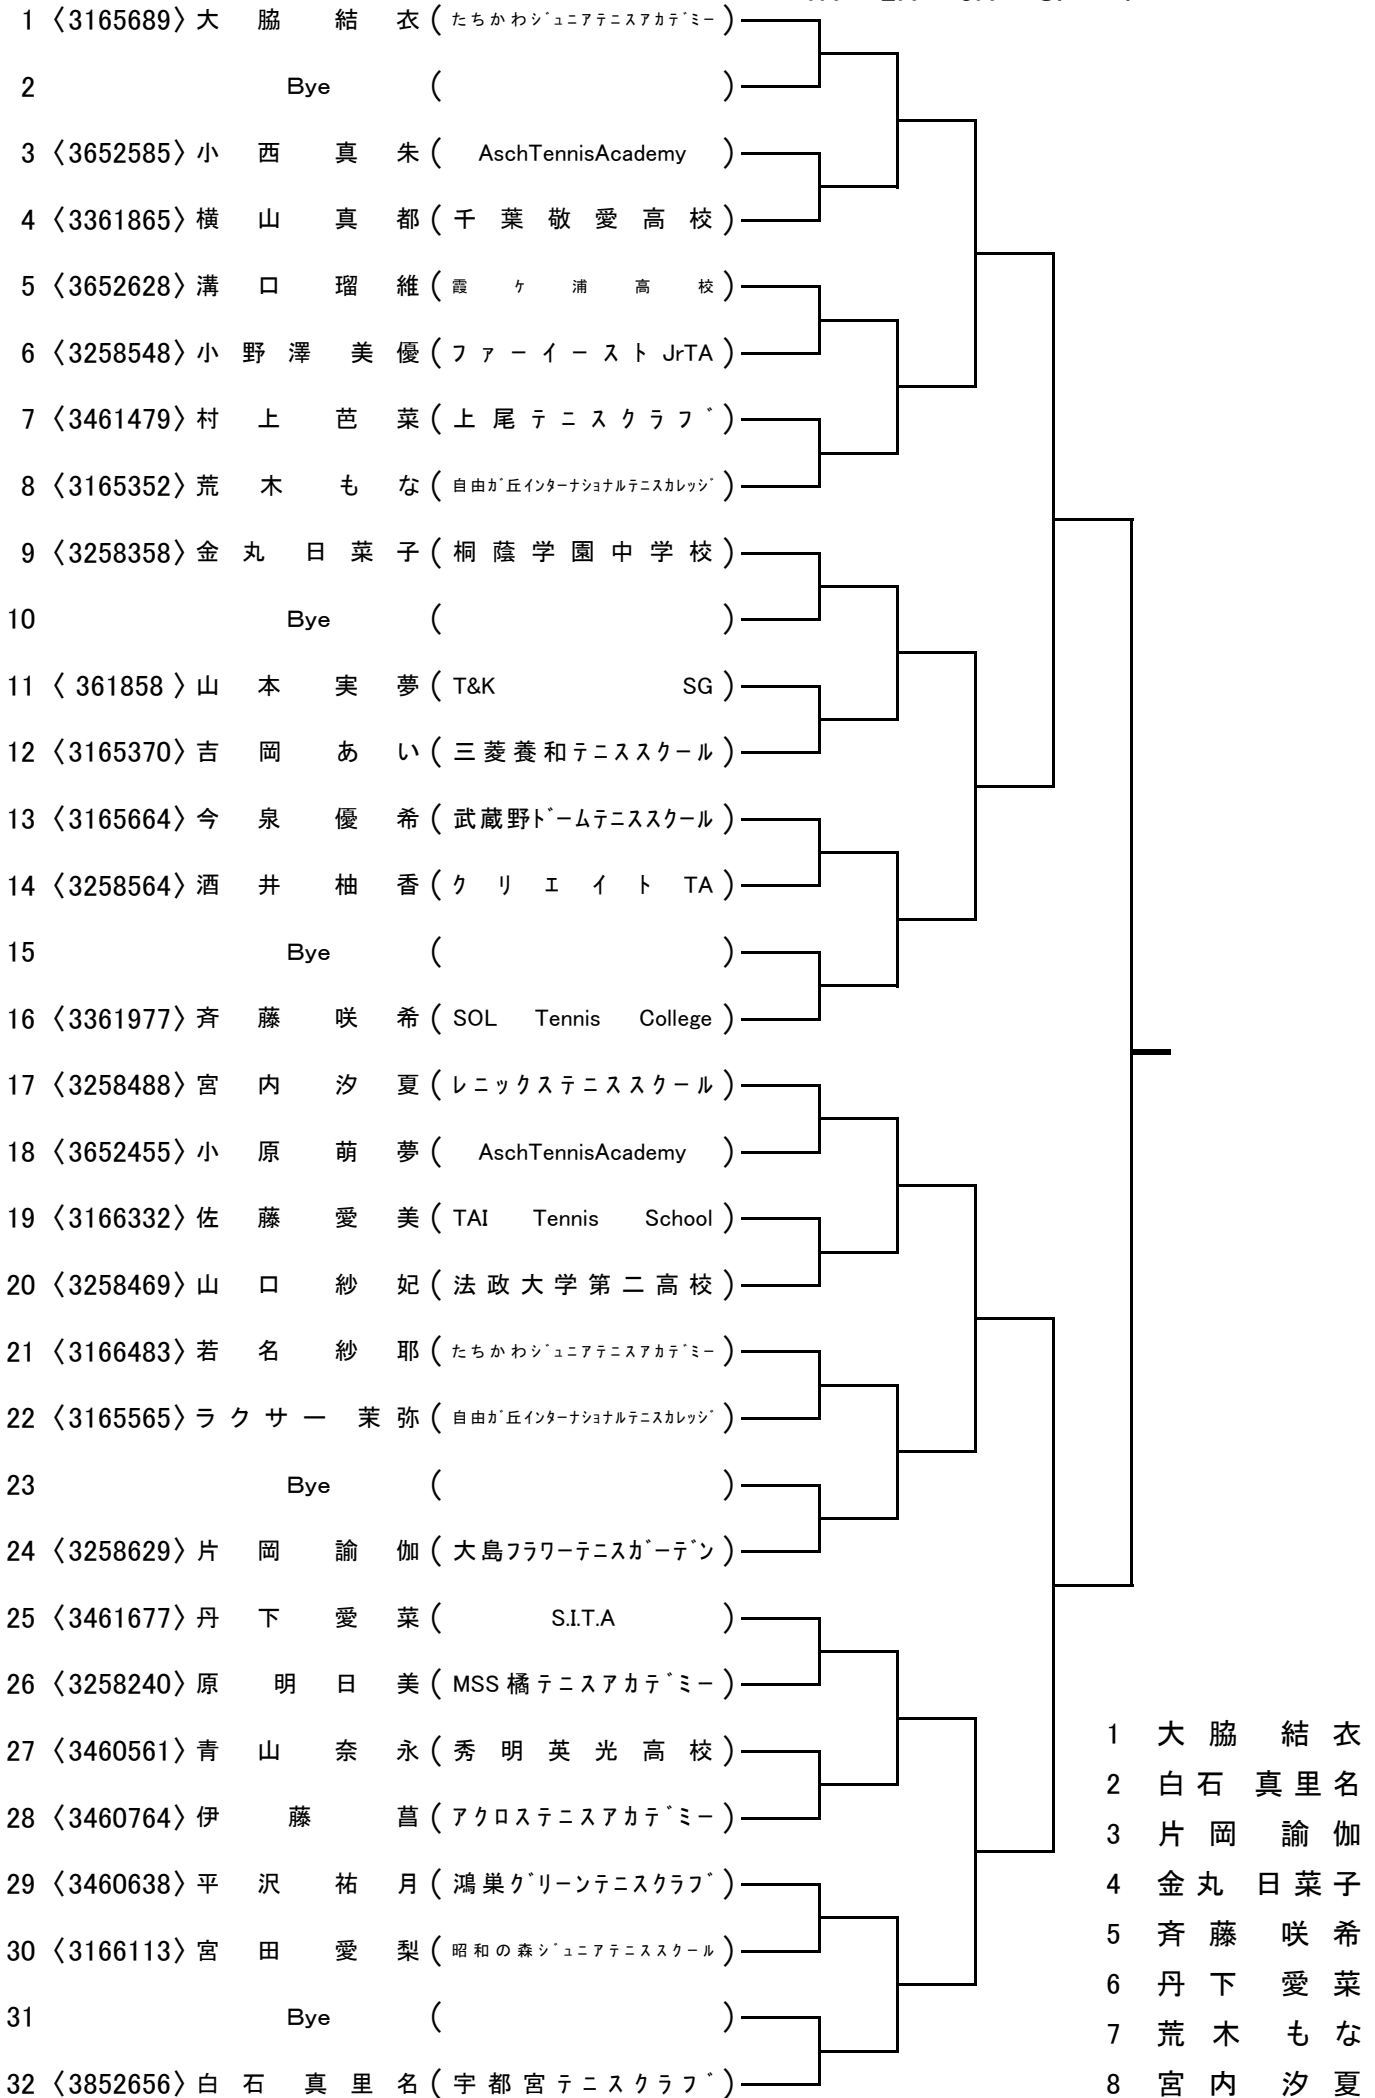 1 〈3165689〉 大脇 結衣 (たちかわジュニアテニスアカデミー)
2 Bye ( )
3 〈3652585〉 小西 真朱 (AschTennisAcademy)
4 〈3361865〉 横山 真都 (千葉敬愛高校)
5 〈3652628〉 溝口 瑠維 (霞ヶ浦高校)
6 〈3258548〉 小野澤 美優 (ファーイーストJrTA)
7 〈3461479〉 村上 芭菜 (上尾テニスクラブ)
8 〈3165352〉 荒木 もな (自由が丘インターナショナルテニスカレッジ)
9 〈3258358〉 金丸 日菜子 (桐蔭学園中学校)
10 Bye ( )
11 〈 361858 〉 山本 実夢 (T&K SG)
12 〈3165370〉 吉岡 あい (三菱養和テニススクール)
13 〈3165664〉 今泉 優希 (武蔵野ドームテニススクール)
14 〈3258564〉 酒井 柚香 (クリエイト TA)
15 Bye ( )
16 〈3361977〉 斉藤 咲希 (SOL Tennis College)
17 〈3258488〉 宮内 汐夏 (レニックステニススクール)
18 〈3652455〉 小原 萌夢 (AschTennisAcademy)
19 〈3166332〉 佐藤 愛美 (TAI Tennis School)
20 〈3258469〉 山口 紗妃 (法政大学第二高校)
21 〈3166483〉 若名 紗耶 (たちかわジュニアテニスアカデミー)
22 〈3165565〉 ラクサー 茉弥 (自由が丘インターナショナルテニスカレッジ)
23 Bye ( )
24 〈3258629〉 片岡 諭伽 (大島フラワーテニスガーデン)
25 〈3461677〉 丹下 愛菜 (S.I.T.A)
26 〈3258240〉 原 明日美 (MSS橘テニスアカデミー)
27 〈3460561〉 青山 奈永 (秀明英光高校)
28 〈3460764〉 伊藤 菖 (アクロステニスアカデミー)
29 〈3460638〉 平沢 祐月 (鴻巣グリーンテニスクラブ)
30 〈3166113〉 宮田 愛梨 (昭和の森ジュニアテニススクール)
31 Bye ( )
32 〈3852656〉 白石 真里名 (宇都宮テニスクラブ)
1 大脇 結衣
2 白石 真里名
3 片岡 諭伽
4 金丸 日菜子
5 斉藤 咲希
6 丹下 愛菜
7 荒木 もな
8 宮内 汐夏